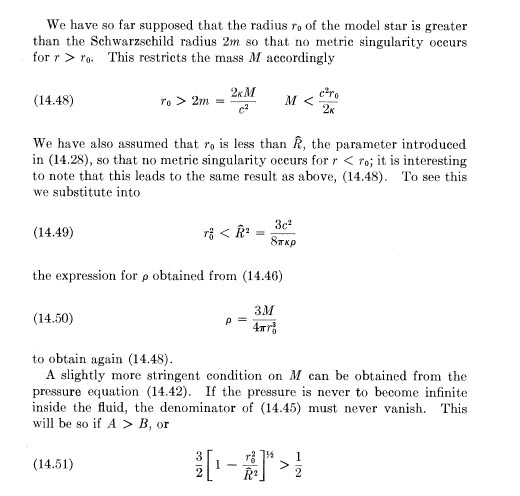 We have so far supposed that the radius r₀ of the model star is greater
than the Schwarzschild radius 2m so that no metric singularity occurs
for r > r₀. This restricts the mass M accordingly
(14.48) r₀ > 2m = 2κM/c² M < c²r₀/2κ
We have also assumed that r₀ is less than R̂, the parameter introduced
in (14.28), so that no metric singularity occurs for r < r₀; it is interesting
to note that this leads to the same result as above, (14.48). To see this
we substitute into
(14.49) r₀² < R̂² = 3c²/8πκρ
the expression for ρ obtained from (14.46)
(14.50) ρ = 3M/4πr₀³
to obtain again (14.48).
A slightly more stringent condition on M can be obtained from the
pressure equation (14.42). If the pressure is never to become infinite
inside the fluid, the denominator of (14.45) must never vanish. This
will be so if A > B, or
(14.51) 3/2 [1 − r₀²/R̂²]^½ > 1/2